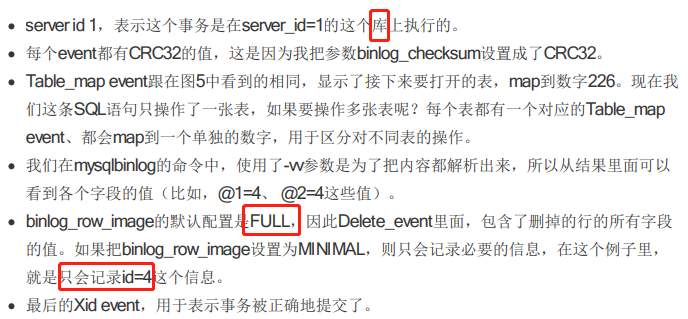 • server id 1，表示这个事务是在server_id=1的这个库上执行的。
• 每个event都有CRC32的值，这是因为我把参数binlog_checksum设置成了CRC32。
• Table_map event跟在图5中看到的相同，显示了接下来要打开的表，map到数字226。现在我
们这条SQL语句只操作了一张表，如果要操作多张表呢？每个表都有一个对应的Table_map
event、都会map到一个单独的数字，用于区分对不同表的操作。
• 我们在mysqlbinlog的命令中，使用了-vv参数是为了把内容都解析出来，所以从结果里面可以
看到各个字段的值（比如，@1=4、 @2=4这些值）。
• binlog_row_image的默认配置是FULL，因此Delete_event里面，包含了删掉的行的所有字段
的值。如果把binlog_row_image设置为MINIMAL，则只会记录必要的信息，在这个例子里，
就是只会记录id=4这个信息。
• 最后的Xid event，用于表示事务被正确地提交了。